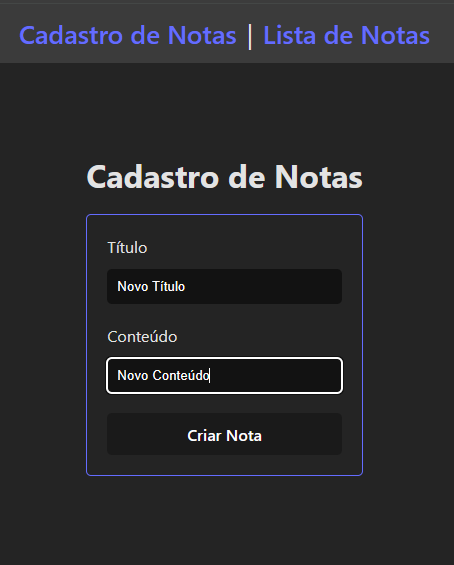 Cadastro de Notas | Lista de Notas
Cadastro de Notas
Título
Novo Título
Conteúdo
Novo Conteúdo
Criar Nota